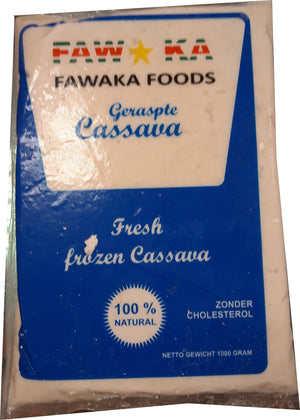 FAW★KA
FAWAKA FOODS
Geraspte
Cassava
Fresh
frozen Cassava
100 %
NATURAL
ZONDER
CHOLESTEROL
NETTO GEWICHT 1000 GRAM